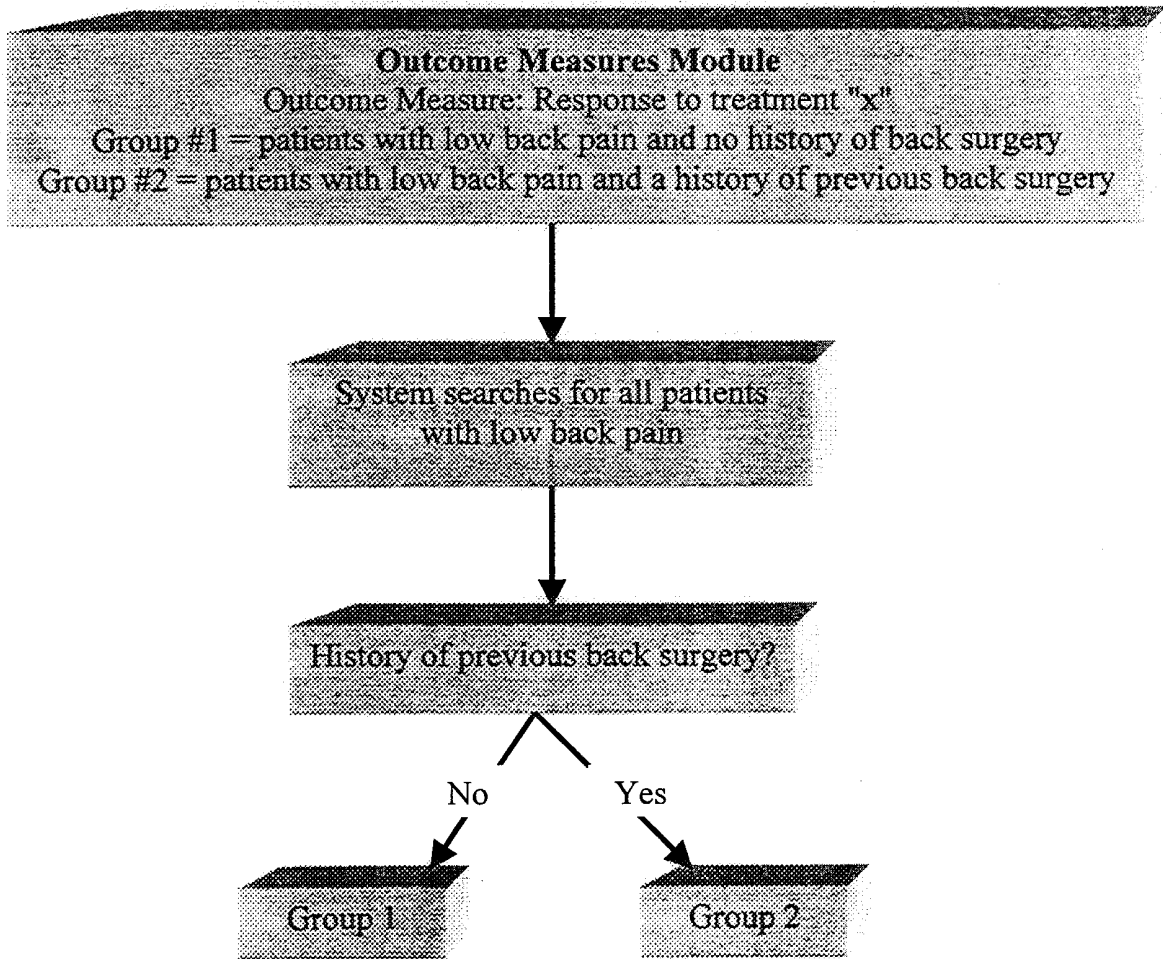 Outcome Measures Module
Outcome Measure: Response to treatment "x"
Group #1 = patients with low back pain and no history of back surgery
Group #2 = patients with low back pain and a history of previous back surgery
System searches for all patients
with low back pain
History of previous back surgery?
No
Yes
Group 1
Group 2